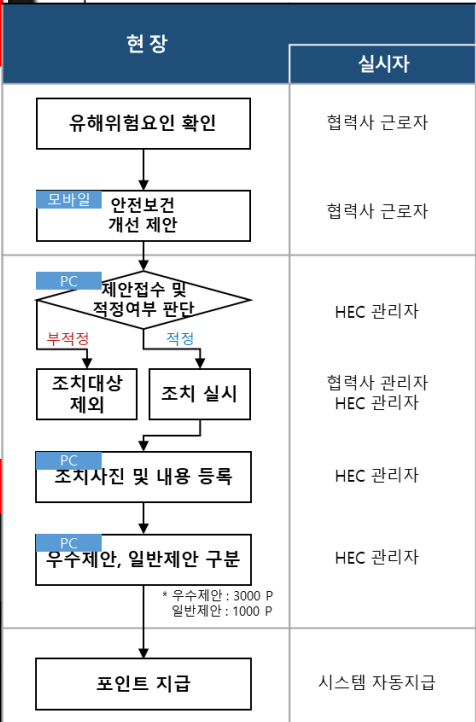 현 장
실시자
유해위험요인 확인
협력사 근로자
모바일
안전보건
개선 제안
협력사 근로자
PC
제안접수 및
적정여부 판단
HEC 관리자
부적정
적정
조치대상
제외
조치 실시
협력사 관리자
HEC 관리자
PC
조치사진 및 내용 등록
HEC 관리자
PC
우수제안, 일반제안 구분
HEC 관리자
* 우수제안 : 3000 P
일반제안 : 1000 P
포인트 지급
시스템 자동지급